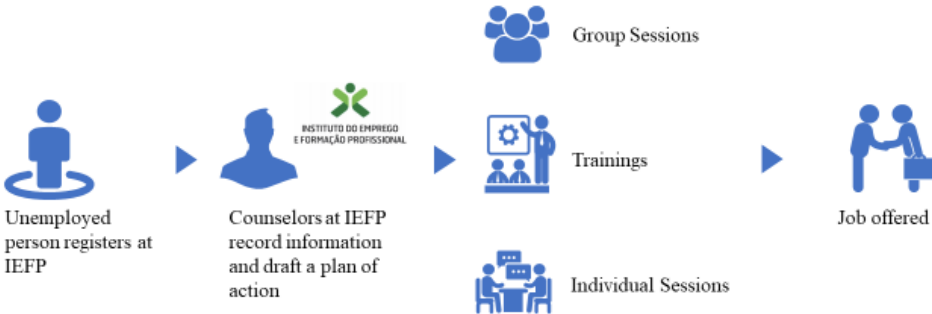 Group Sessions
INSTITUTO DO EMPREGO
E FORMAÇÃO PROFISSIONAL
Trainings
Unemployed
person registers at
IEFP
Counselors at IEFP
record information
and draft a plan of
action
Job offered
Individual Sessions